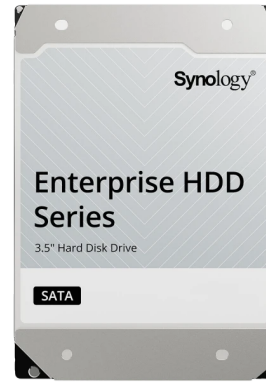 Synology®
Enterprise HDD
Series
3.5" Hard Disk Drive
SATA